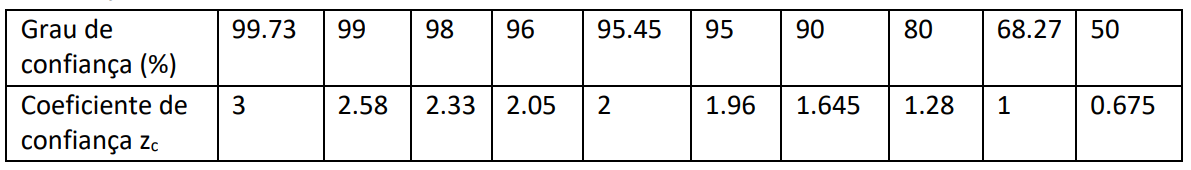 Grau de confiança (%) 99.73 99 98 96 95.45 95 90 80 68.27 50
Coeficiente de confiança zc 3 2.58 2.33 2.05 2 1.96 1.645 1.28 1 0.675